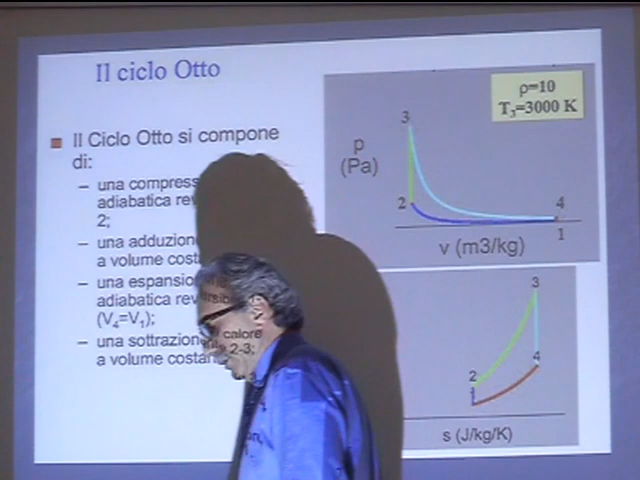 Il ciclo Otto
Il Ciclo Otto si compone
di:
– una compress
adiabatica rev
2;
– una adduzion
a volume cost
– una espansio
adiabatica rev
(V₄=V₁);
– una sottrazion
a volume costan
calore
2-3;
ρ=10
T₃=3000 K
p
(Pa)
3
2
4
1
v (m3/kg)
3
2
1
4
s (J/kg/K)